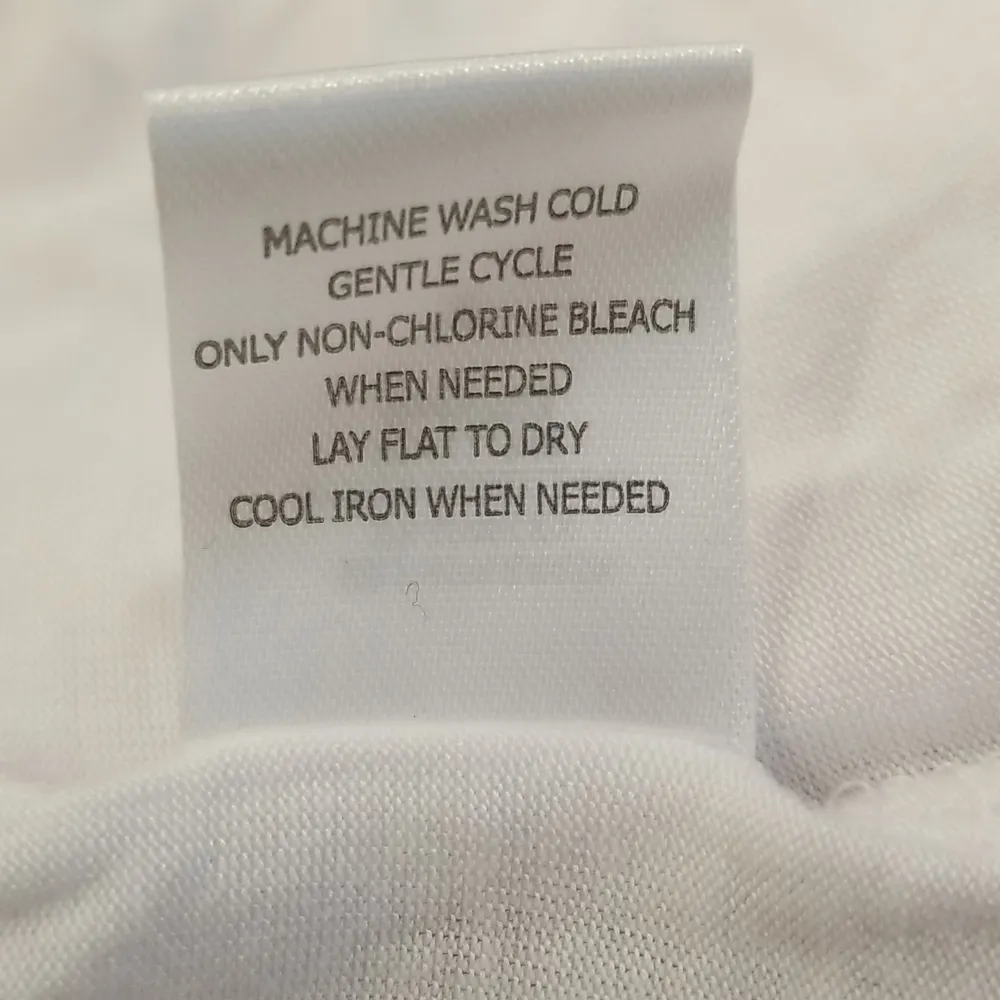 MACHINE WASH COLD
GENTLE CYCLE
ONLY NON-CHLORINE BLEACH
WHEN NEEDED
LAY FLAT TO DRY
COOL IRON WHEN NEEDED